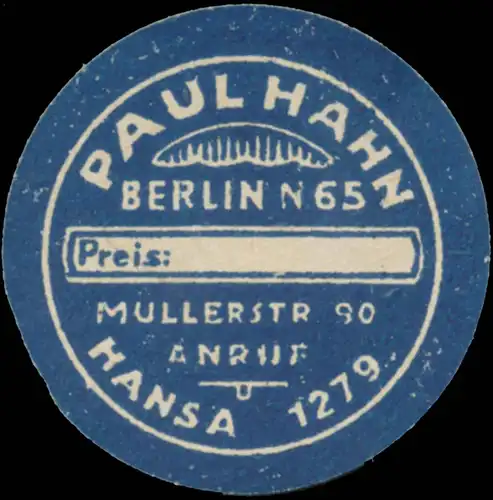 PAUL HAHN
BERLIN N 65
Preis:
MULLERSTR 90
ANRUF
HANSA 1279